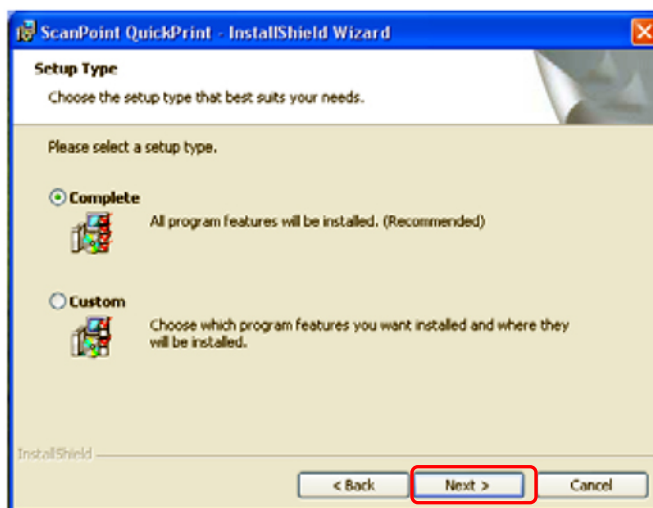 ScanPoint QuickPrint - InstallShield Wizard
Setup Type
Choose the setup type that best suits your needs.
Please select a setup type.
Complete
All program features will be installed. (Recommended)
Custom
Choose which program features you want installed and where they
will be installed.
InstallShield
< Back Next > Cancel